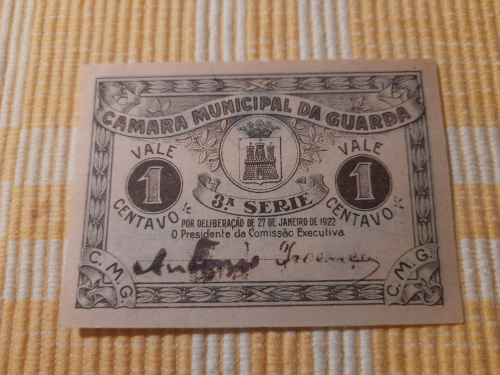 CAMARA MUNICIPAL DA GUARDA
VALE
1
CENTAVO
VALE
1
CENTAVO
3.ª SERIE
POR DELIBERAÇÃO DE 27 DE JANEIRO DE 1922
O Presidente da Comissão Executiva
António
C.M.G.
C.M.G.